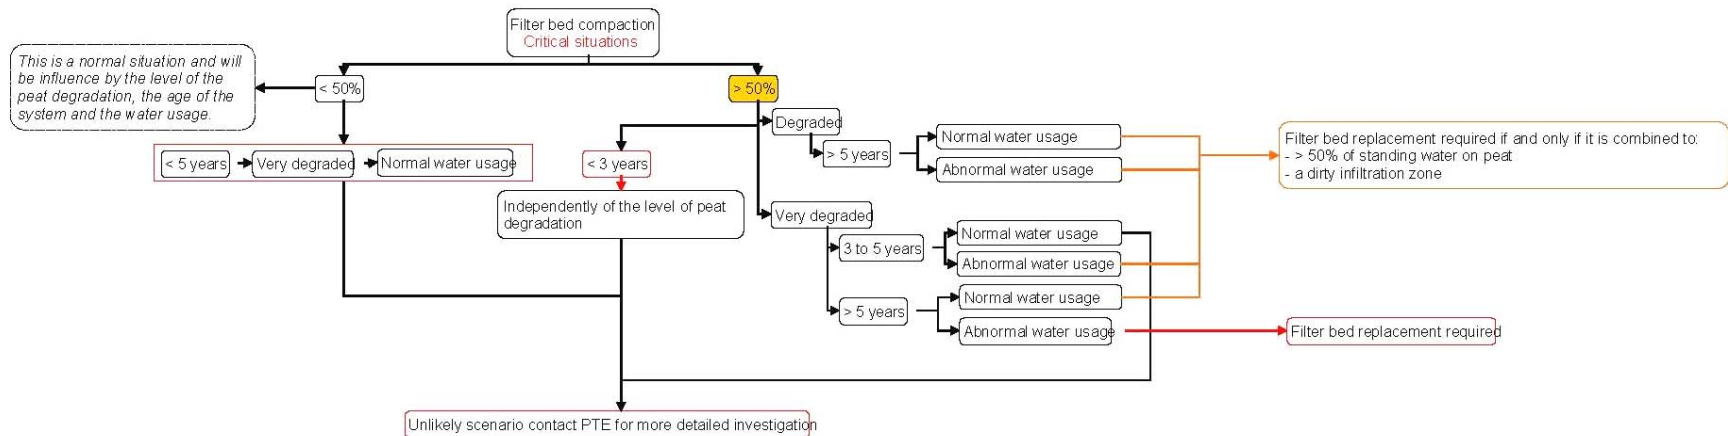 Filter bed compaction
Critical situations
This is a normal situation and will
be influence by the level of the
peat degradation, the age of the
system and the water usage.
< 50%
> 50%
Degraded
Normal water usage
> 5 years
Abnormal water usage
Filter bed replacement required if and only if it is combined to:
- > 50% of standing water on peat
- a dirty infiltration zone
< 5 years
Very degraded
Normal water usage
< 3 years
Independently of the level of peat
degradation
Very degraded
3 to 5 years
Normal water usage
Abnormal water usage
> 5 years
Normal water usage
Abnormal water usage
Filter bed replacement required
Unlikely scenario contact PTE for more detailed investigation